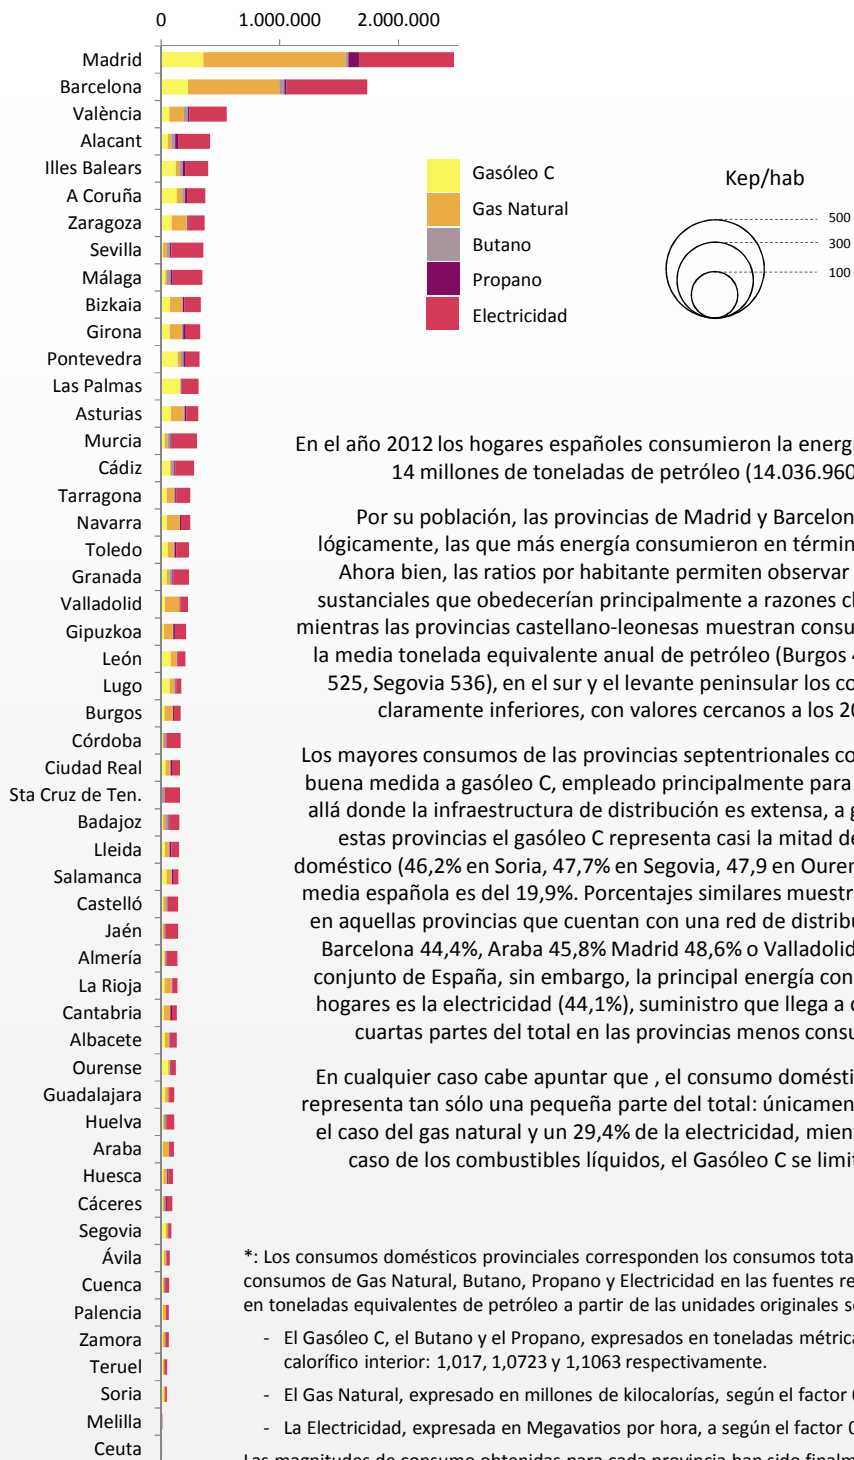 0 1.000.000 2.000.000
Madrid
Barcelona
València
Alacant
Illes Balears
A Coruña
Zaragoza
Sevilla
Málaga
Bizkaia
Girona
Pontevedra
Las Palmas
Asturias
Murcia
Cádiz
Tarragona
Navarra
Toledo
Granada
Valladolid
Gipuzkoa
León
Lugo
Burgos
Córdoba
Ciudad Real
Sta Cruz de Ten.
Badajoz
Lleida
Salamanca
Castelló
Jaén
Almería
La Rioja
Cantabria
Albacete
Ourense
Guadalajara
Huelva
Araba
Huesca
Cáceres
Segovia
Ávila
Cuenca
Palencia
Zamora
Teruel
Soria
Melilla
Ceuta
Gasóleo C
Gas Natural
Butano
Propano
Electricidad
Kep/hab
500
300
100
En el año 2012 los hogares españoles consumieron la energ
14 millones de toneladas de petróleo (14.036.960
Por su población, las provincias de Madrid y Barcelon
lógicamente, las que más energía consumieron en términ
Ahora bien, las ratios por habitante permiten observar
sustanciales que obedecerían principalmente a razones cl
mientras las provincias castellano-leonesas muestran consu
la media tonelada equivalente anual de petróleo (Burgos 4
525, Segovia 536), en el sur y el levante peninsular los co
claramente inferiores, con valores cercanos a los 20
Los mayores consumos de las provincias septentrionales co
buena medida a gasóleo C, empleado principalmente para
allá donde la infraestructura de distribución es extensa, a g
estas provincias el gasóleo C representa casi la mitad de
doméstico (46,2% en Soria, 47,7% en Segovia, 47,9 en Ouren
media española es del 19,9%. Porcentajes similares muestr
en aquellas provincias que cuentan con una red de distribu
Barcelona 44,4%, Araba 45,8% Madrid 48,6% o Valladolid
conjunto de España, sin embargo, la principal energía con
hogares es la electricidad (44,1%), suministro que llega a c
cuartas partes del total en las provincias menos consu
En cualquier caso cabe apuntar que , el consumo domésti
representa tan sólo una pequeña parte del total: únicamen
el caso del gas natural y un 29,4% de la electricidad, mient
caso de los combustibles líquidos, el Gasóleo C se limit
*: Los consumos domésticos provinciales corresponden los consumos tota
consumos de Gas Natural, Butano, Propano y Electricidad en las fuentes re
en toneladas equivalentes de petróleo a partir de las unidades originales s
- El Gasóleo C, el Butano y el Propano, expresados en toneladas métrica
calorífico interior: 1,017, 1,0723 y 1,1063 respectivamente.
- El Gas Natural, expresado en millones de kilocalorías, según el factor
- La Electricidad, expresada en Megavatios por hora, a según el factor 0
Las magnitudes de consumo obtenidas para cada provincia han sido finalm